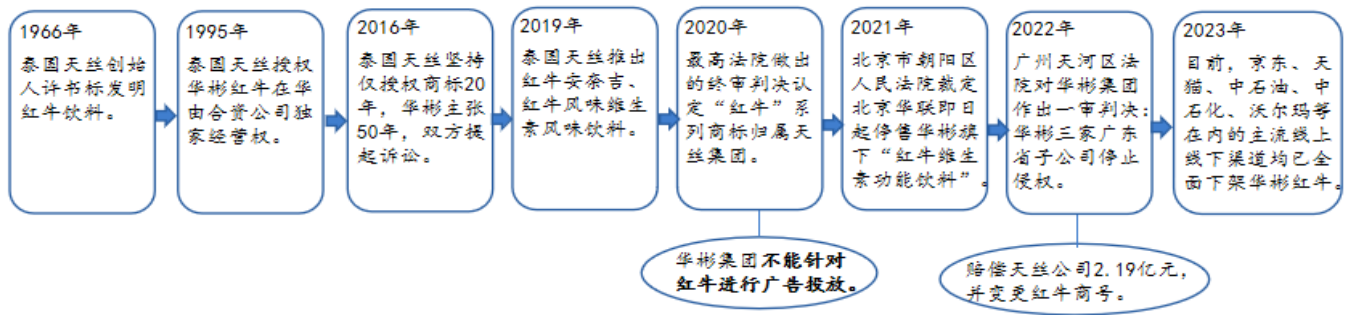 1966年
泰国天丝创始
人许书标发明
红牛饮料。
1995年
泰国天丝授权
华彬红牛在华
由合资公司独
家经营权。
2016年
泰国天丝坚持
仅授权商标20
年，华彬主张
50年，双方提
起诉讼。
2019年
泰国天丝推出
红牛安奈吉、
红牛风味维生
素风味饮料。
2020年
最高法院做出
的终审判决认
定“红牛”系
列商标归属天
丝集团。
2021年
北京市朝阳区
人民法院裁定
北京华联即日
起停售华彬旗
下“红牛维生
素功能饮料”。
2022年
广州天河区法
院对华彬集团
作出一审判决：
华彬三家广东
省子公司停止
侵权。
2023年
目前，京东、天
猫、中石油、中
石化、沃尔玛等
在内的主流线上
线下渠道均已全
面下架华彬红牛。
华彬集团不能针对
红牛进行广告投放。
赔偿天丝公司2.19亿元，
并变更红牛商号。